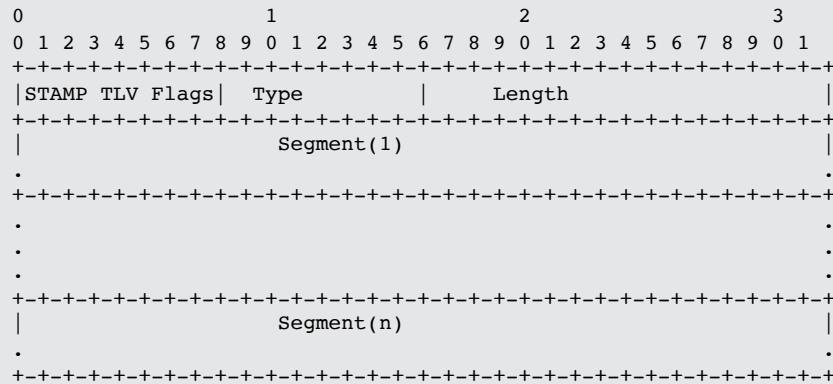 0                   1                   2                   3
0 1 2 3 4 5 6 7 8 9 0 1 2 3 4 5 6 7 8 9 0 1 2 3 4 5 6 7 8 9 0 1
+-+-+-+-+-+-+-+-+-+-+-+-+-+-+-+-+-+-+-+-+-+-+-+-+-+-+-+-+-+-+-+-+
|STAMP TLV Flags|  Type         |     Length                    |
+-+-+-+-+-+-+-+-+-+-+-+-+-+-+-+-+-+-+-+-+-+-+-+-+-+-+-+-+-+-+-+-+
|                    Segment(1)                                 |
.                                                               .
+-+-+-+-+-+-+-+-+-+-+-+-+-+-+-+-+-+-+-+-+-+-+-+-+-+-+-+-+-+-+-+-+
.                                                               .
.                                                               .
.                                                               .
+-+-+-+-+-+-+-+-+-+-+-+-+-+-+-+-+-+-+-+-+-+-+-+-+-+-+-+-+-+-+-+-+
|                    Segment(n)                                 |
.                                                               .
+-+-+-+-+-+-+-+-+-+-+-+-+-+-+-+-+-+-+-+-+-+-+-+-+-+-+-+-+-+-+-+-+